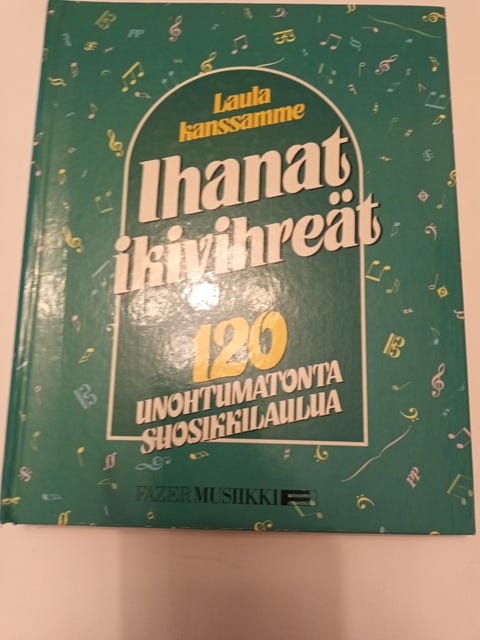 Laula
kanssamme
Ihanat
ikivihreät
120
UNOHTUMATONTA
SUOSIKKILAULUA
FAZER MUSIIKKI